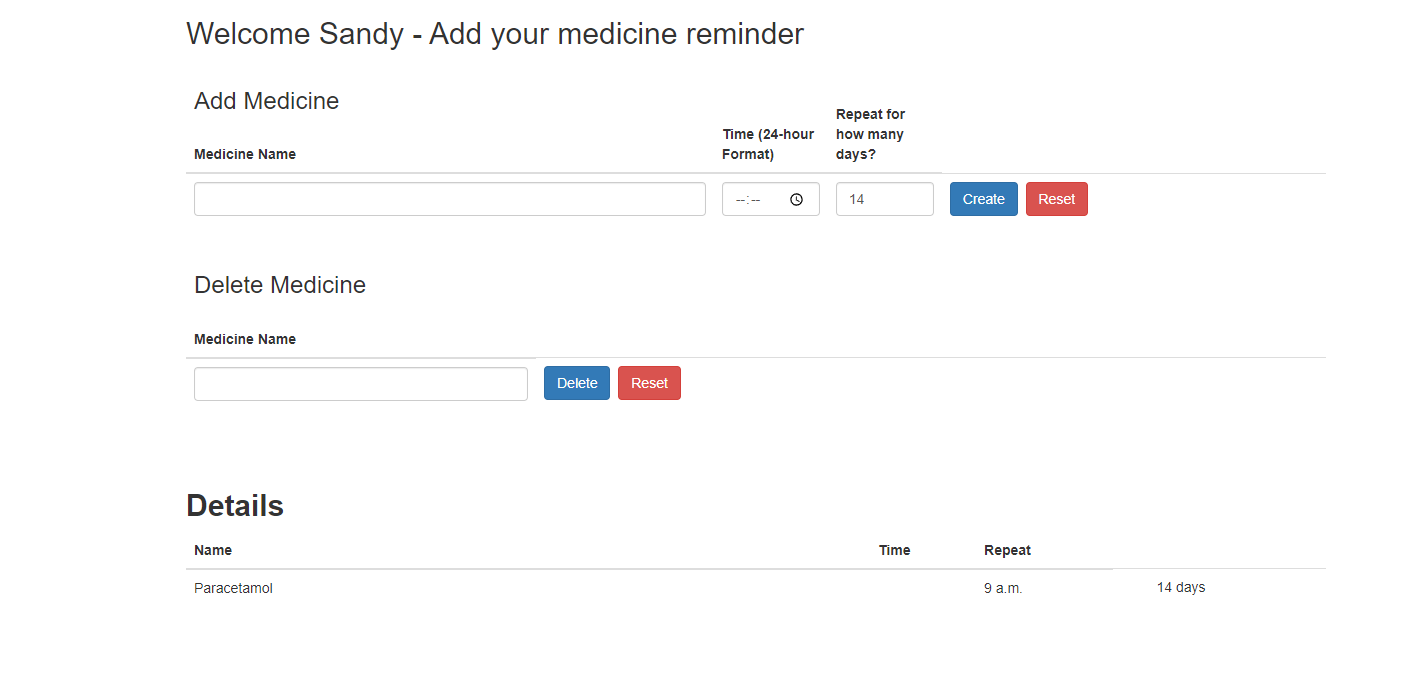 Welcome Sandy - Add your medicine reminder
Add Medicine
Medicine Name
Time (24-hour
Format)
Repeat for
how many
days?
--:--
14
Create
Reset
Delete Medicine
Medicine Name
Delete
Reset
Details
Name Time Repeat
Paracetamol 9 a.m. 14 days